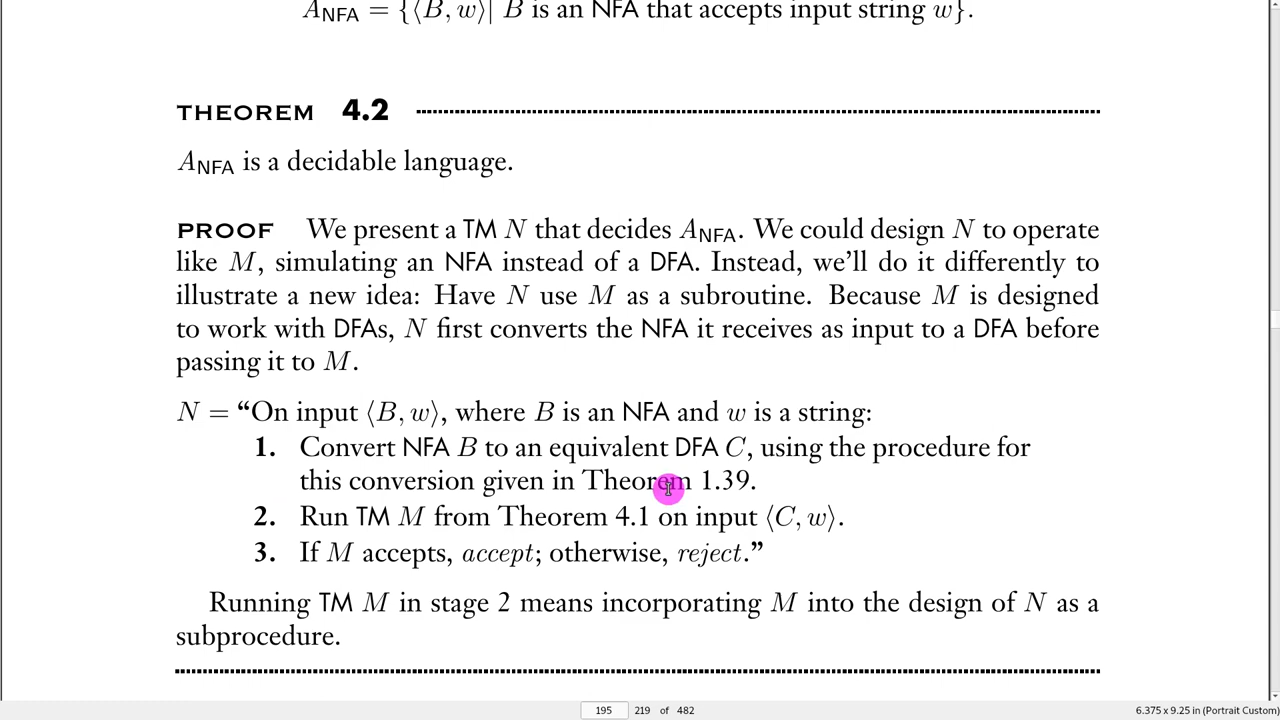 A_NFA = {⟨B, w⟩| B is an NFA that accepts input string w}.
THEOREM 4.2
A_NFA is a decidable language.
PROOF We present a TM N that decides A_NFA. We could design N to operate
like M, simulating an NFA instead of a DFA. Instead, we’ll do it differently to
illustrate a new idea: Have N use M as a subroutine. Because M is designed
to work with DFAs, N first converts the NFA it receives as input to a DFA before
passing it to M.
N = “On input ⟨B, w⟩, where B is an NFA and w is a string:
1. Convert NFA B to an equivalent DFA C, using the procedure for
this conversion given in Theorem 1.39.
2. Run TM M from Theorem 4.1 on input ⟨C, w⟩.
3. If M accepts, accept; otherwise, reject.”
Running TM M in stage 2 means incorporating M into the design of N as a
subprocedure.
195 219 of 482 6.375 x 9.25 in (Portrait Custom)